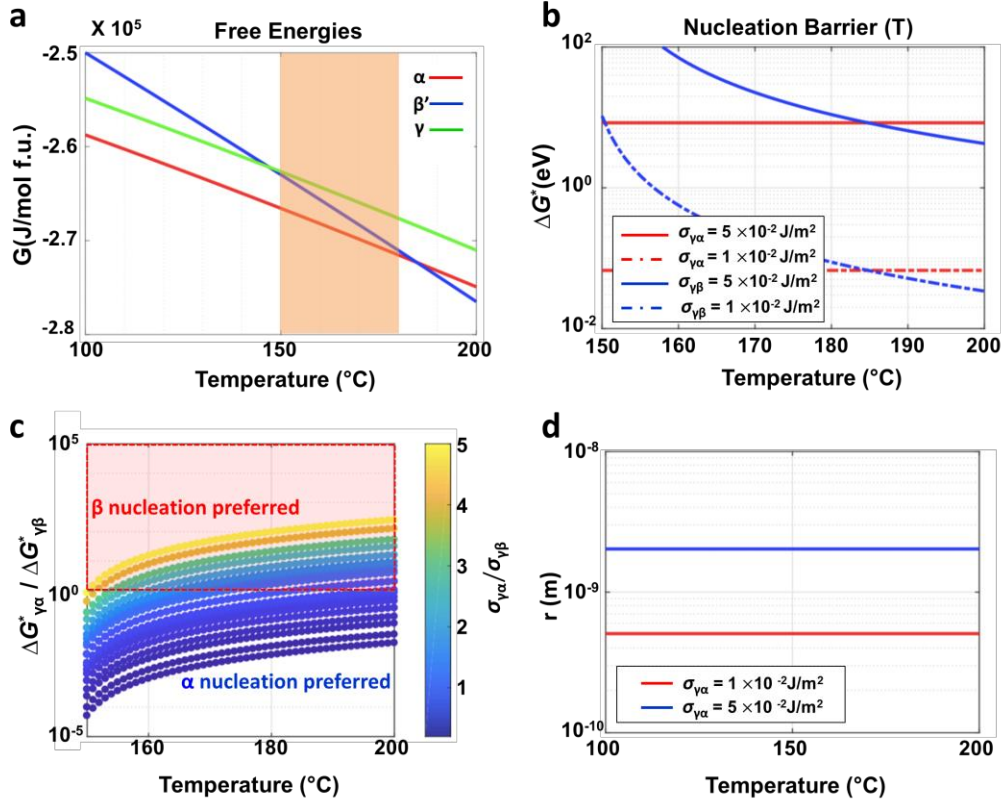 a
X 10⁵
Free Energies
-2.5
-2.6
-2.7
-2.8
G(J/mol f.u.)
α
β'
γ
100
150
200
Temperature (°C)
b
Nucleation Barrier (T)
10²
10⁰
10⁻²
ΔG*(eV)
σγα = 5 ×10⁻² J/m²
σγα = 1 ×10⁻² J/m²
σγβ = 5 ×10⁻² J/m²
σγβ = 1 ×10⁻² J/m²
150
160
170
180
190
200
Temperature (°C)
c
10⁵
10⁰
10⁻⁵
ΔG*γα / ΔG*γβ
β nucleation preferred
α nucleation preferred
160
180
200
Temperature (°C)
5
4
3
2
1
σγα/σγβ
d
10⁻⁸
10⁻⁹
10⁻¹⁰
r (m)
σγα = 1 ×10⁻² J/m²
σγα = 5 ×10⁻² J/m²
100
150
200
Temperature (°C)